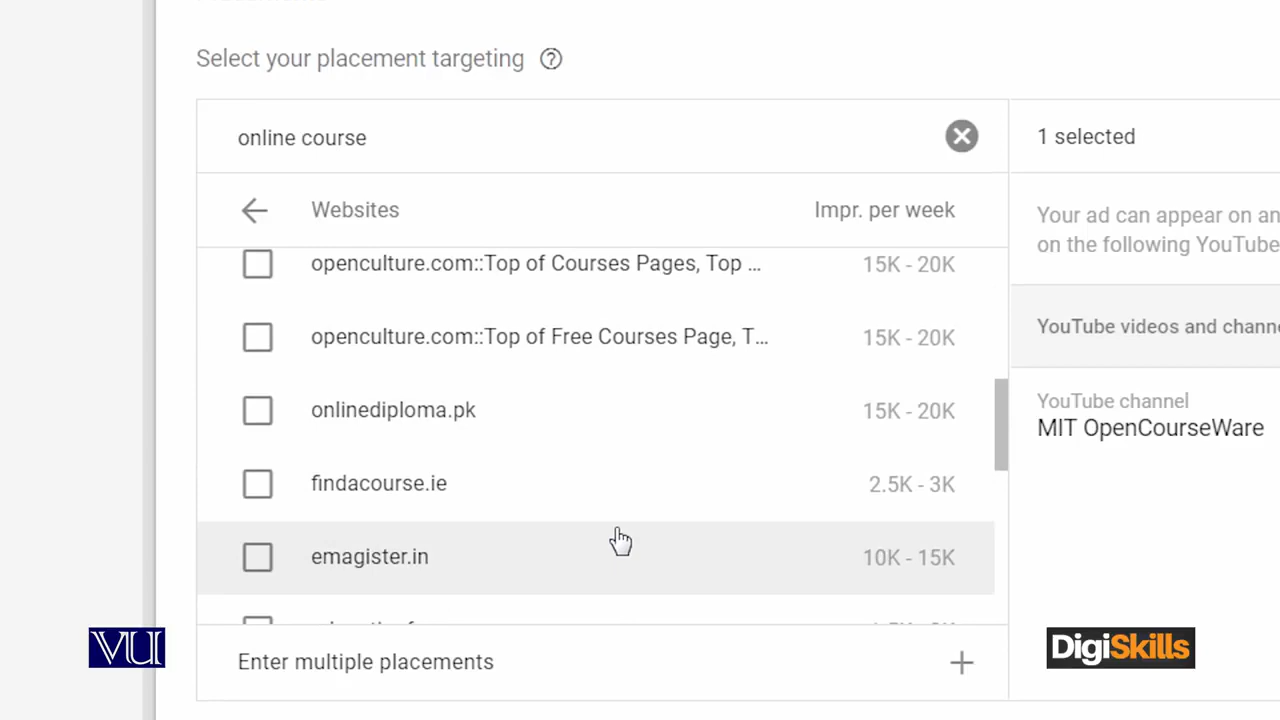 Select your placement targeting ?
online course
1 selected
Websites
Impr. per week
Your ad can appear on an
on the following YouTube
openculture.com::Top of Courses Pages, Top ...
15K - 20K
openculture.com::Top of Free Courses Page, T...
15K - 20K
YouTube videos and chann
onlinediploma.pk
15K - 20K
YouTube channel
MIT OpenCourseWare
findacourse.ie
2.5K - 3K
emagister.in
10K - 15K
Enter multiple placements
VU
DigiSkills